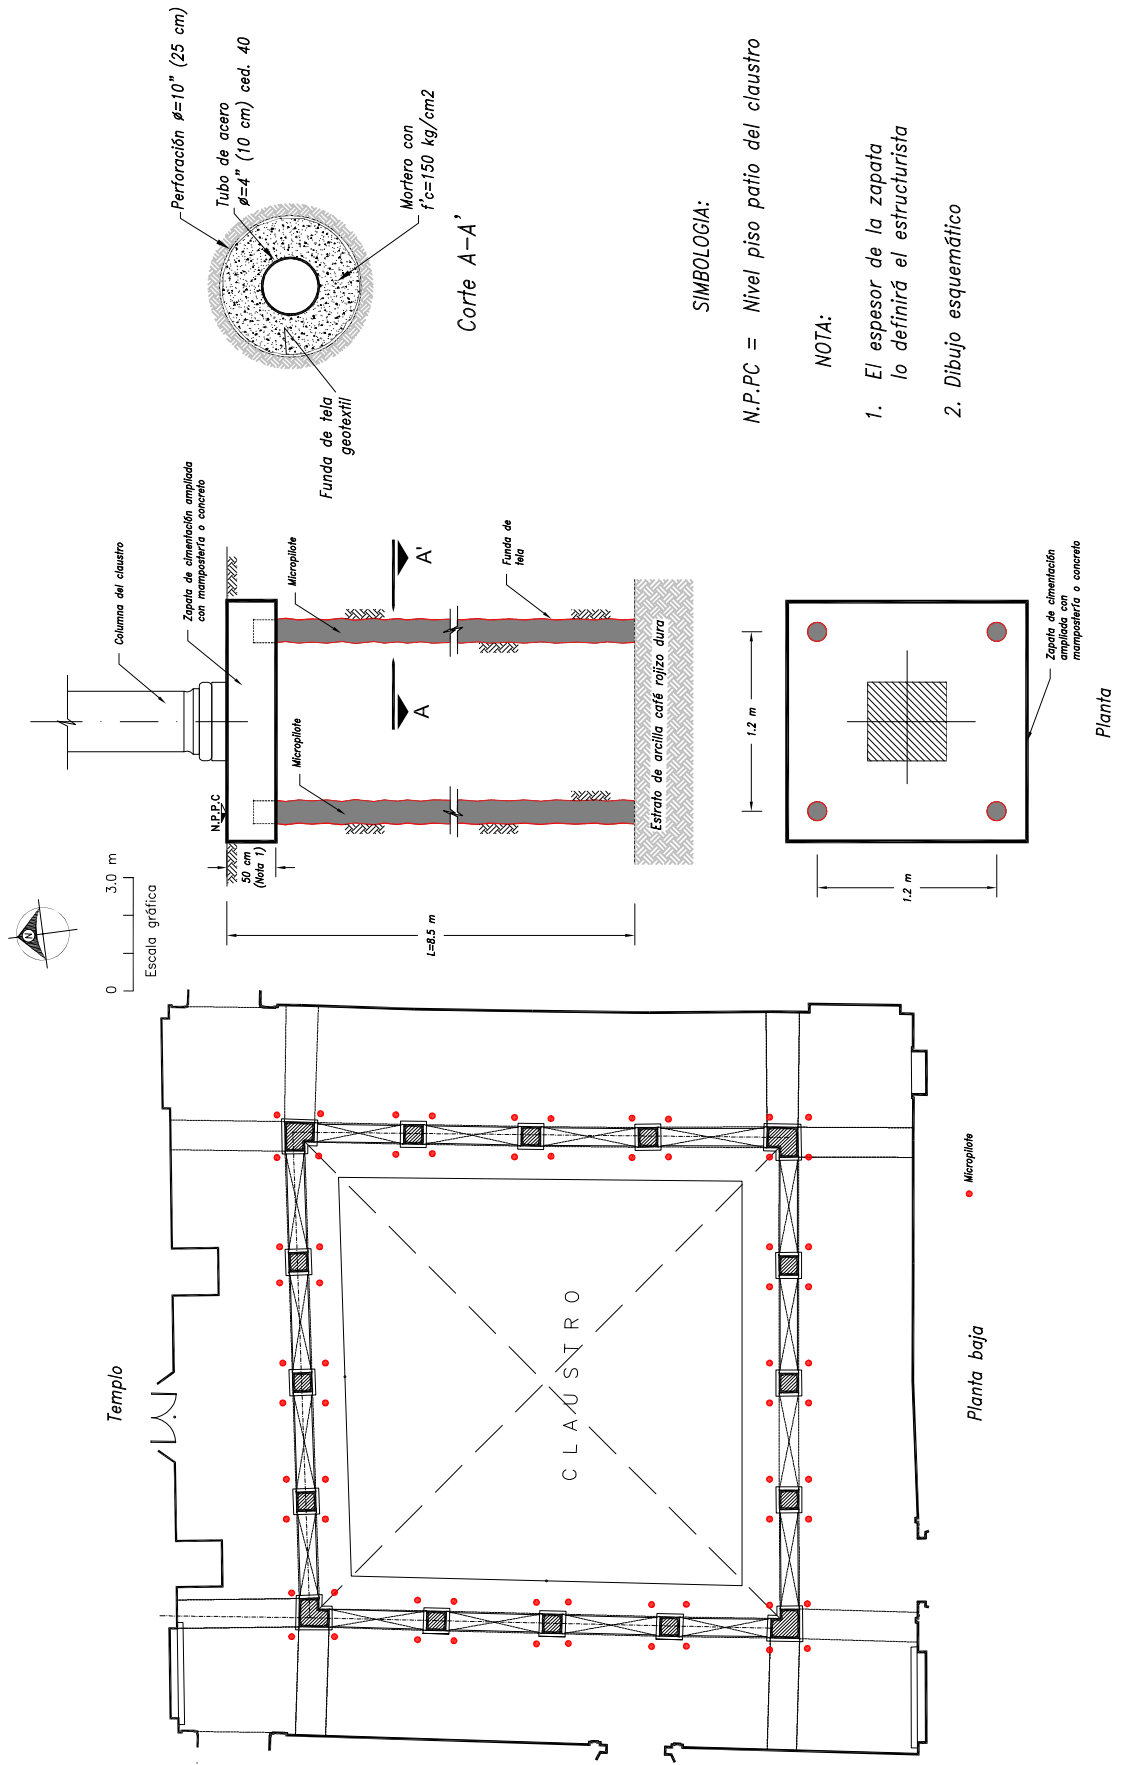 Templo
CLAUSTRO
Planta baja
Micropilote
N
0
3.0 m
Escala gráfica
Columna del claustro
Zapata de cimentación ampliada
con mampostería o concreto
N.P.P.C
50 cm
(Nota 1)
Micropilote
Micropilote
A
A'
Funda de
tela
L=8.5 m
Estrato de arcilla café rojizo dura
1.2 m
1.2 m
Zapata de cimentación
ampliada con
mampostería o concreto
Planta
Perforación ø=10" (25 cm)
Tubo de acero
ø=4" (10 cm) ced. 40
Mortero con
f'c=150 kg/cm2
Funda de tela
geotextil
Corte A-A'
SIMBOLOGIA:
N.P.PC = Nivel piso patio del claustro
NOTA:
1. El espesor de la zapata
lo definirá el estructurista
2. Dibujo esquemático